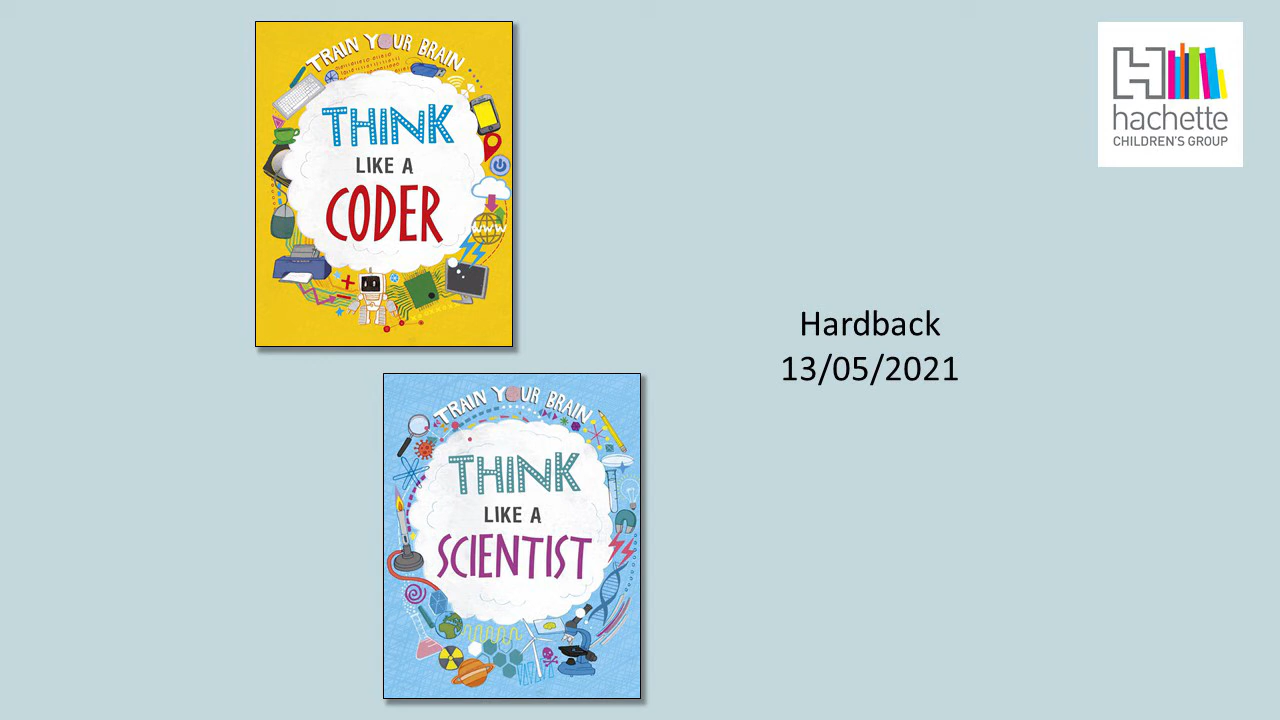 TRAIN YOUR BRAIN
THINK
LIKE A
CODER
WWW
TRAIN YOUR BRAIN
THINK
LIKE A
SCIENTIST
Hardback
13/05/2021
hachette
CHILDREN'S GROUP